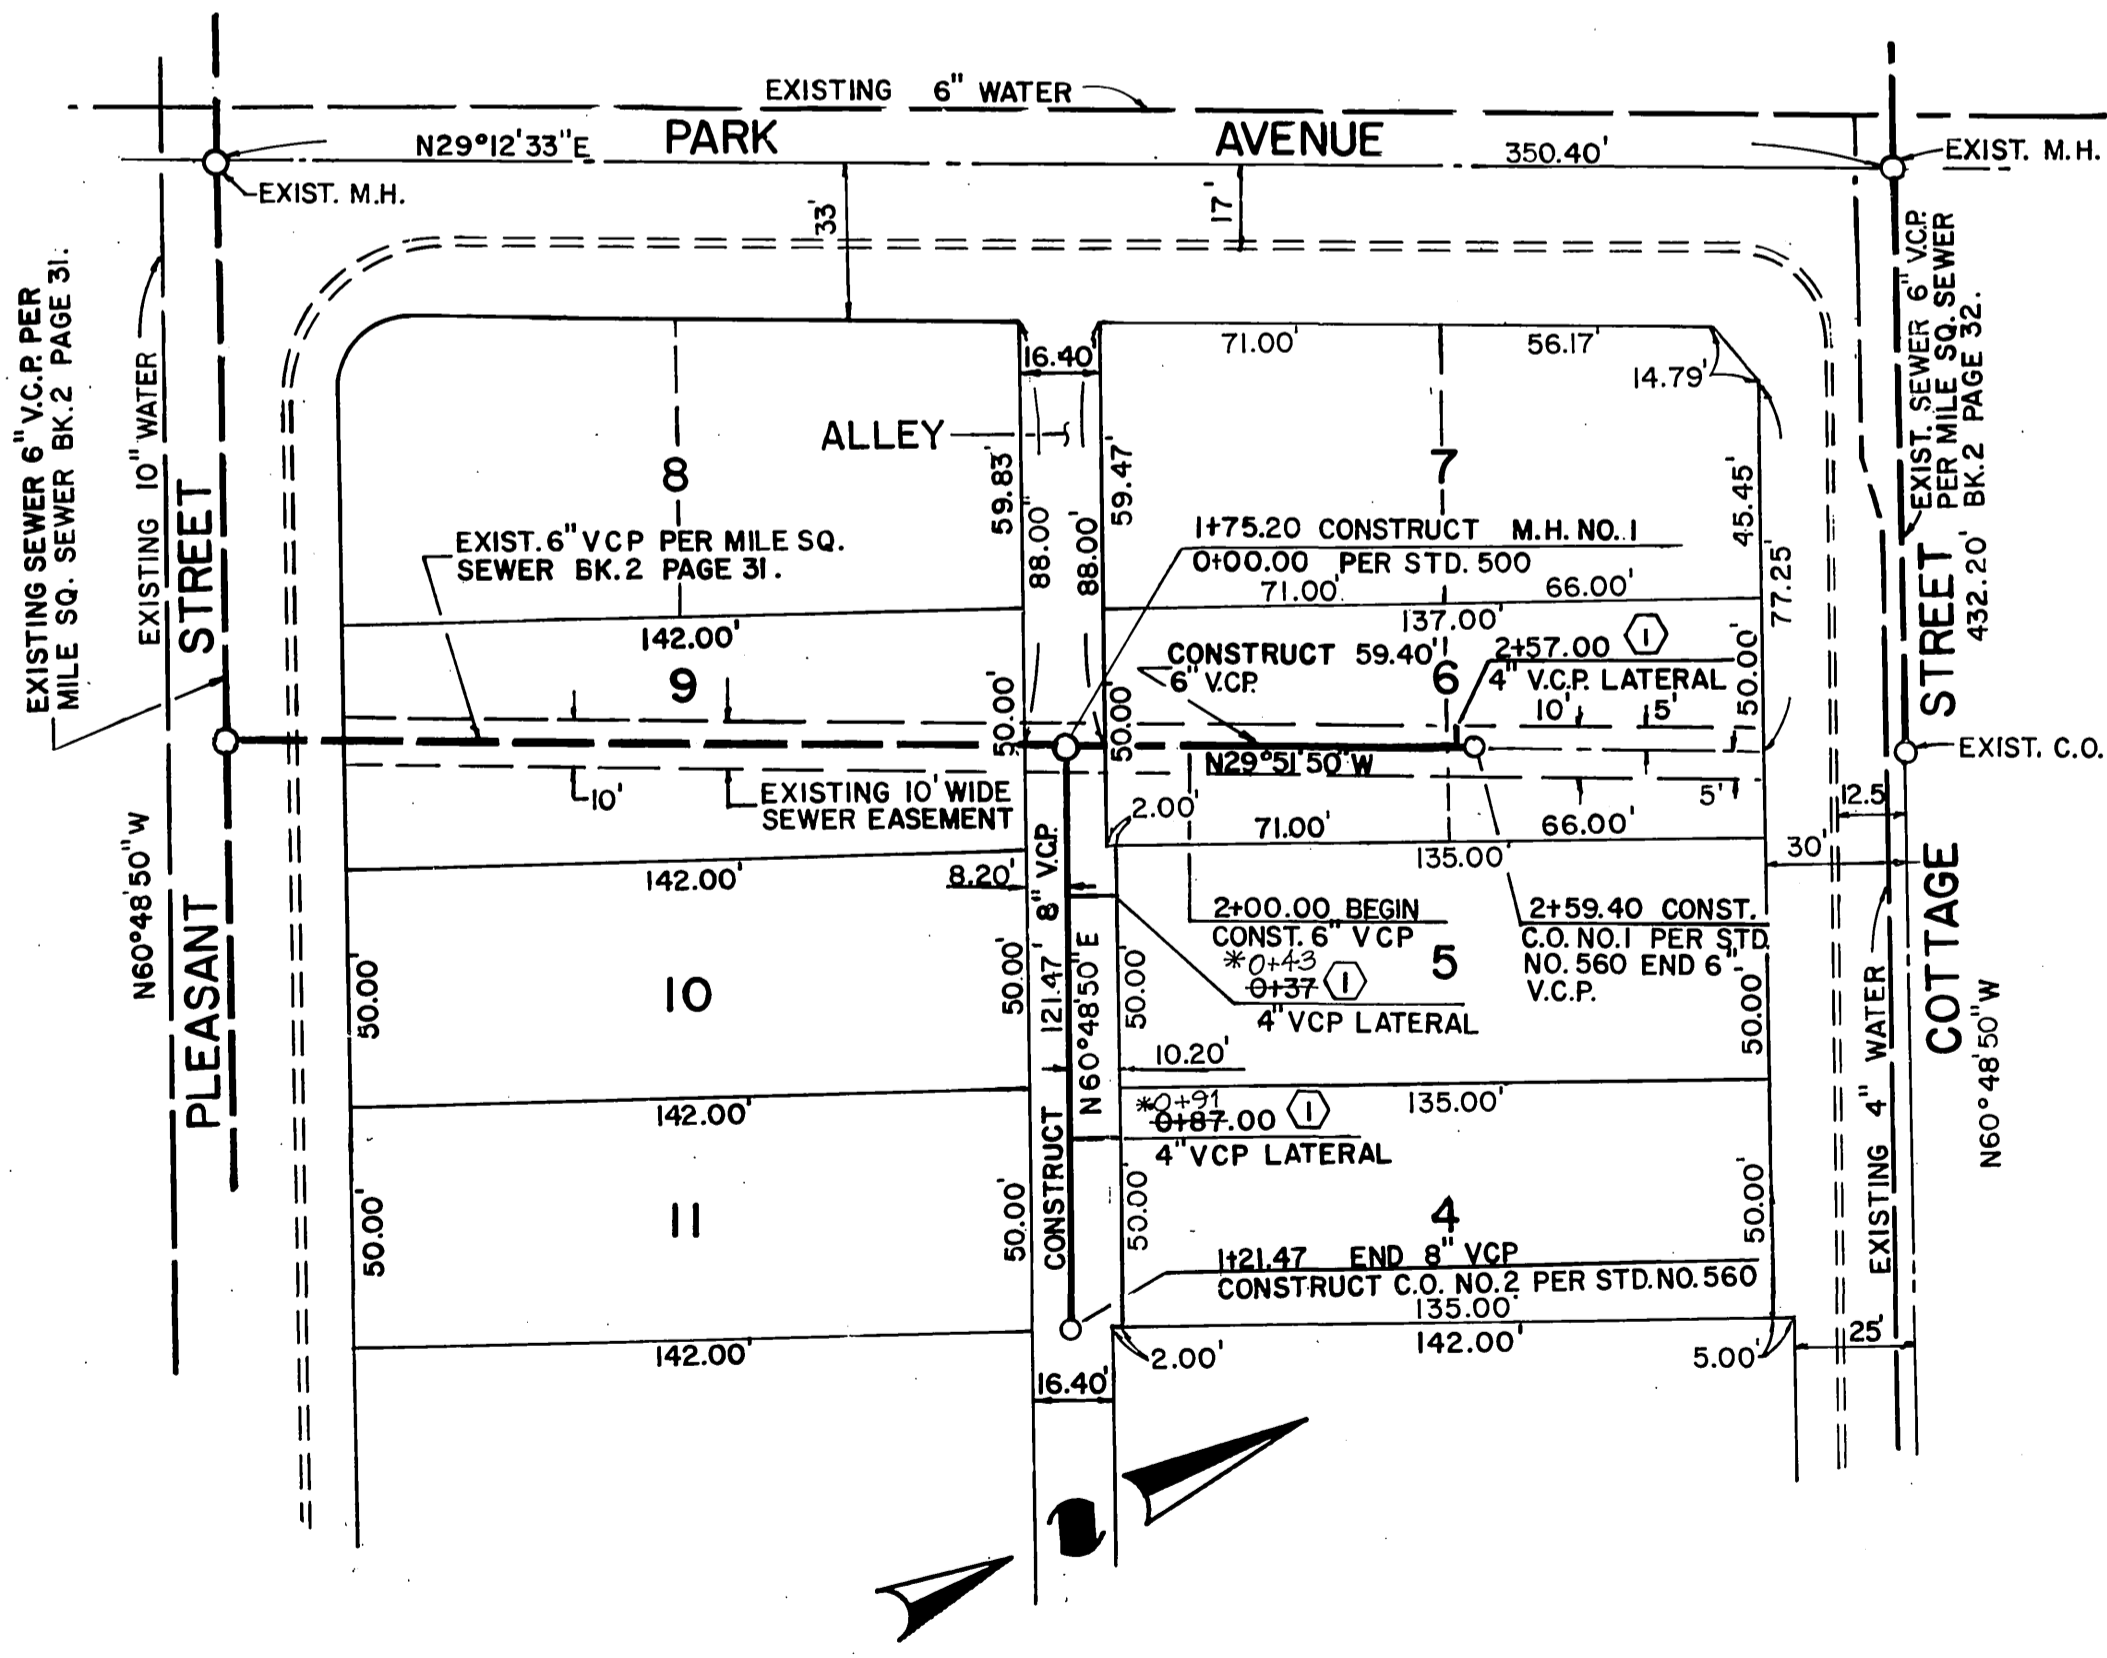 EXISTING 6" WATER
N29°12'33"E
PARK AVENUE
350.40'
EXIST. M.H.
EXIST. M.H.
33'
17'
EXISTING SEWER 6" V.C.P. PER
MILE SQ. SEWER BK.2 PAGE 31.
EXISTING 10" WATER
PLEASANT STREET
N60°48'50"W
EXIST. SEWER 6" V.C.P.
PER MILE SQ. SEWER
BK.2 PAGE 32.
432.20'
COTTAGE STREET
N60°48'50"W
EXIST. C.O.
EXISTING 4" WATER
16.40'
71.00'
56.17'
14.79'
ALLEY
8
7
59.83'
59.47'
88.00'
88.00'
45.45'
77.25'
EXIST. 6" VCP PER MILE SQ.
SEWER BK.2 PAGE 31.
1+75.20 CONSTRUCT M.H. NO. 1
0+00.00 PER STD. 500
71.00'
66.00'
142.00'
137.00'
9
CONSTRUCT 59.40'
6" V.C.P.
6
2+57.00 1
4" V.C.P. LATERAL
50.00'
50.00'
50.00'
10'
5'
N29°51'50"W
10'
EXISTING 10' WIDE
SEWER EASEMENT
2.00'
5'
12.5
71.00'
66.00'
30'
142.00'
135.00'
8.20'
2+00.00 BEGIN
CONST. 6" VCP
2+59.40 CONST.
C.O. NO.1 PER STD.
NO. 560 END 6"
V.C.P.
5
*0+43
0+37 1
4" VCP LATERAL
CONSTRUCT 121.47' 8" V.C.P.
N60°48'50"E
50.00'
50.00'
50.00'
50.00'
10
10.20'
142.00'
135.00'
*0+91
0+87.00 1
4" VCP LATERAL
50.00'
50.00'
50.00'
50.00'
11
4
1+21.47 END 8" VCP
CONSTRUCT C.O. NO.2 PER STD. NO. 560
135.00'
142.00'
2.00'
142.00'
5.00'
25'
16.40'